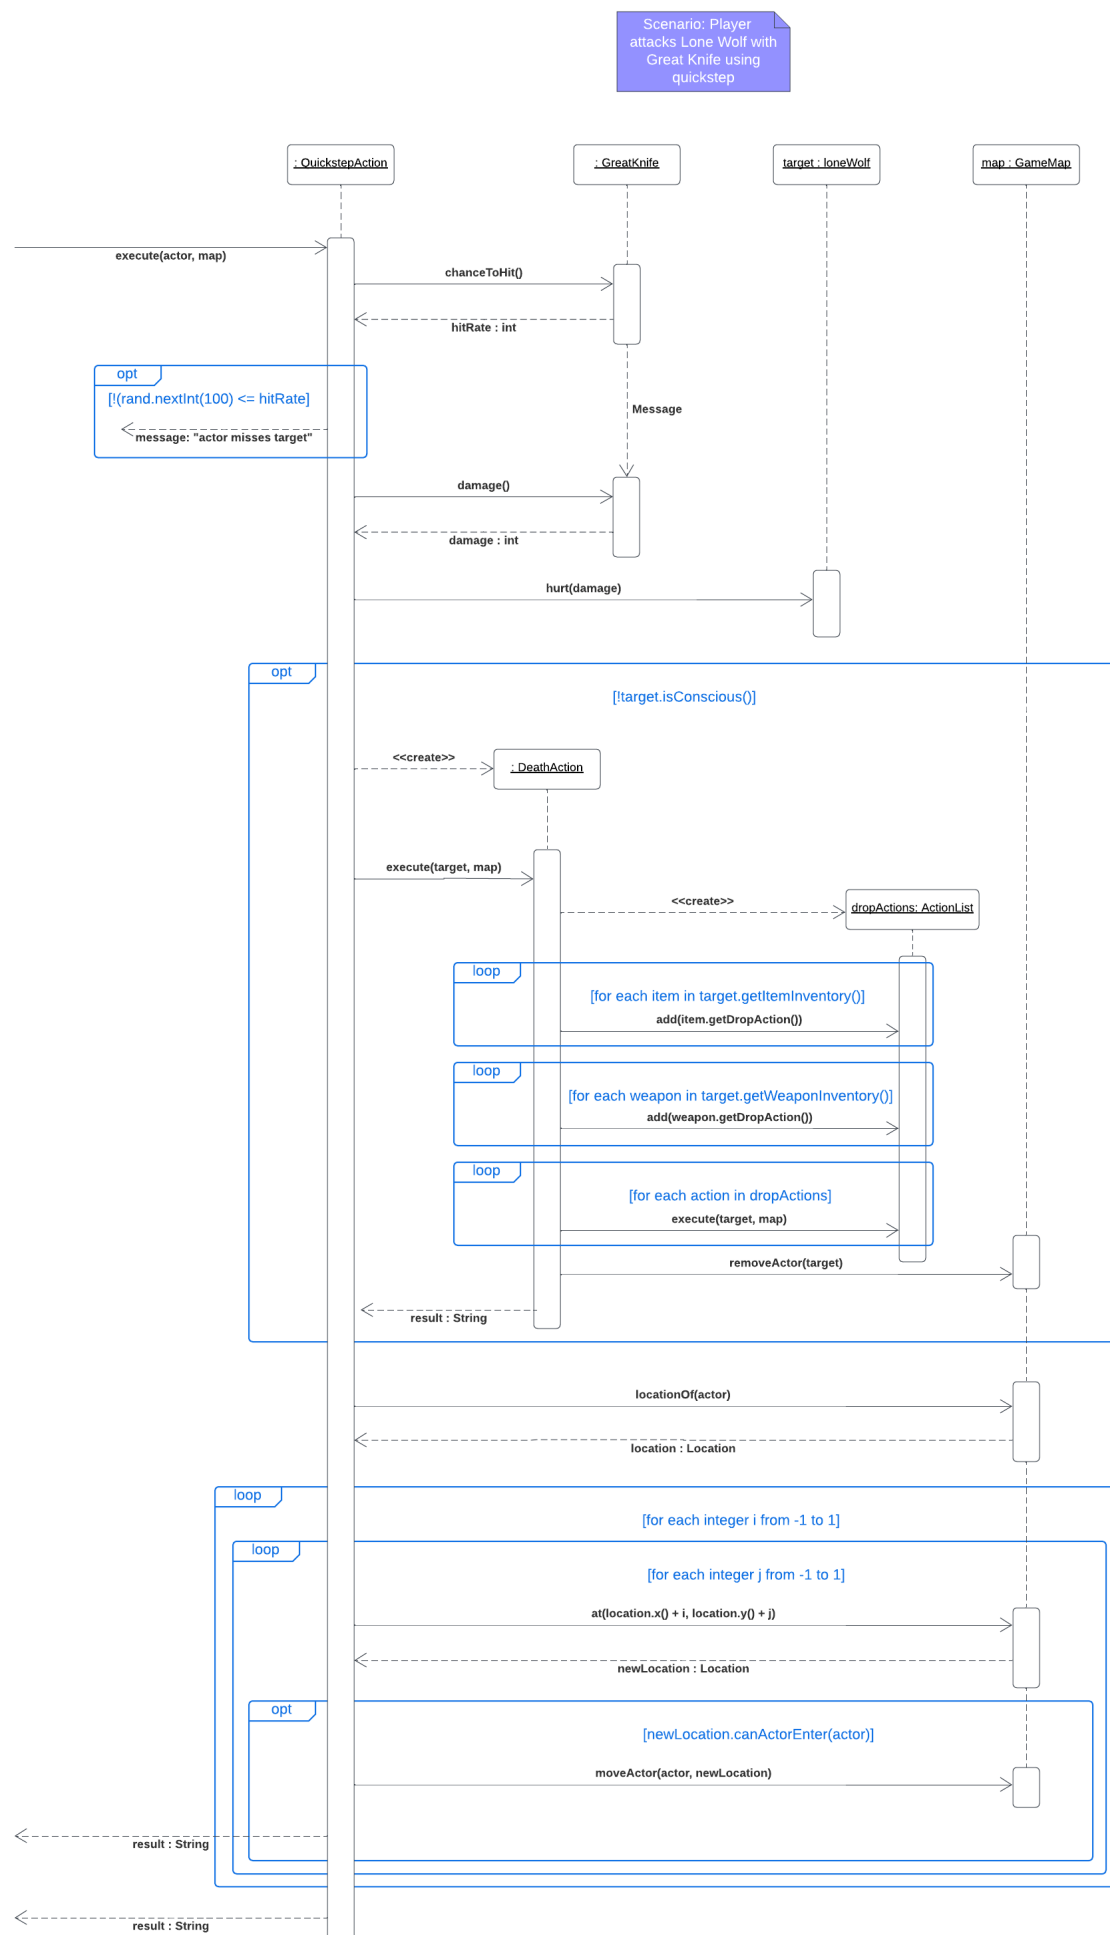 Scenario: Player
attacks Lone Wolf with
Great Knife using
quickstep
: QuickstepAction
: GreatKnife
target : loneWolf
map : GameMap
execute(actor, map)
chanceToHit()
hitRate : int
opt
[!(rand.nextInt(100) <= hitRate]
message: "actor misses target"
Message
damage()
damage : int
hurt(damage)
opt
[!target.isConscious()]
<<create>>
: DeathAction
execute(target, map)
<<create>>
dropActions: ActionList
loop
[for each item in target.getItemInventory()]
add(item.getDropAction())
loop
[for each weapon in target.getWeaponInventory()]
add(weapon.getDropAction())
loop
[for each action in dropActions]
execute(target, map)
removeActor(target)
result : String
locationOf(actor)
location : Location
loop
[for each integer i from -1 to 1]
loop
[for each integer j from -1 to 1]
at(location.x() + i, location.y() + j)
newLocation : Location
opt
[newLocation.canActorEnter(actor)]
moveActor(actor, newLocation)
result : String
result : String